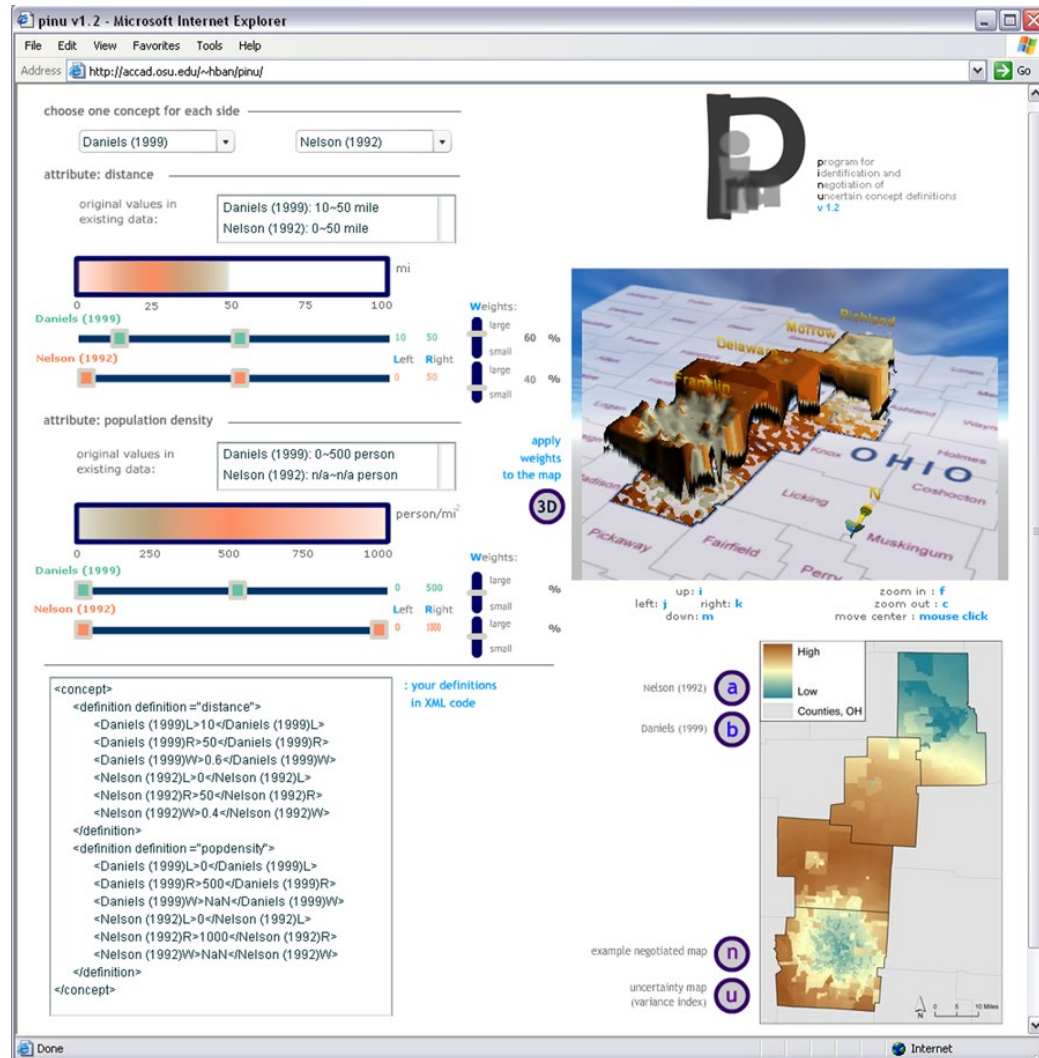 pinu v1.2 - Microsoft Internet Explorer
File Edit View Favorites Tools Help
Address http://accad.osu.edu/~hban/pinu/ Go
choose one concept for each side
Daniels (1999) Nelson (1992)
attribute: distance
original values in
existing data:
Daniels (1999): 10~50 mile
Nelson (1992): 0~50 mile
mi
0 25 50 100
Daniels (1999)
10 50
Nelson (1992)
Left Right
0 50
Weights:
large
small
60 %
large
small
40 %
attribute: population density
original values in
existing data:
Daniels (1999): 0~500 person
Nelson (1992): n/a~n/a person
person/mi2
0 250 500 1000
Daniels (1999)
0 500
Nelson (1992)
Left Right
0 1000
Weights:
large
small
%
large
small
%
apply
weights
to the map
3D
<concept>
<definition definition ="distance">
<Daniels (1999)L>10</Daniels (1999)L>
<Daniels (1999)R>50</Daniels (1999)R>
<Daniels (1999)W>0.6</Daniels (1999)W>
<Nelson (1992)L>0</Nelson (1992)L>
<Nelson (1992)R>50</Nelson (1992)R>
<Nelson (1992)W>0.4</Nelson (1992)W>
</definition>
<definition definition ="popdensity">
<Daniels (1999)L>0</Daniels (1999)L>
<Daniels (1999)R>500</Daniels (1999)R>
<Daniels (1999)W>NaN</Daniels (1999)W>
<Nelson (1992)L>0</Nelson (1992)L>
<Nelson (1992)R>1000</Nelson (1992)R>
<Nelson (1992)W>NaN</Nelson (1992)W>
</definition>
</concept>
: your definitions
in XML code
program for
identification and
negotiation of
uncertain concept definitions
v 1.2
Richland
Morrow
Delaware
Franklin
Logan
Madison
Pickaway
Fairfield
Perry
Licking
Knox
Muskingum
Coshocton
Holmes
Ashland
Wayne
OHIO
N
up: i
left: j right: k
down: m
zoom in : f
zoom out : c
move center : mouse click
Nelson (1992) a
Daniels (1999) b
example negotiated map n
uncertainty map
(variance index) u
High
Low
Counties, OH
N
0 5 10 Miles
Done Internet